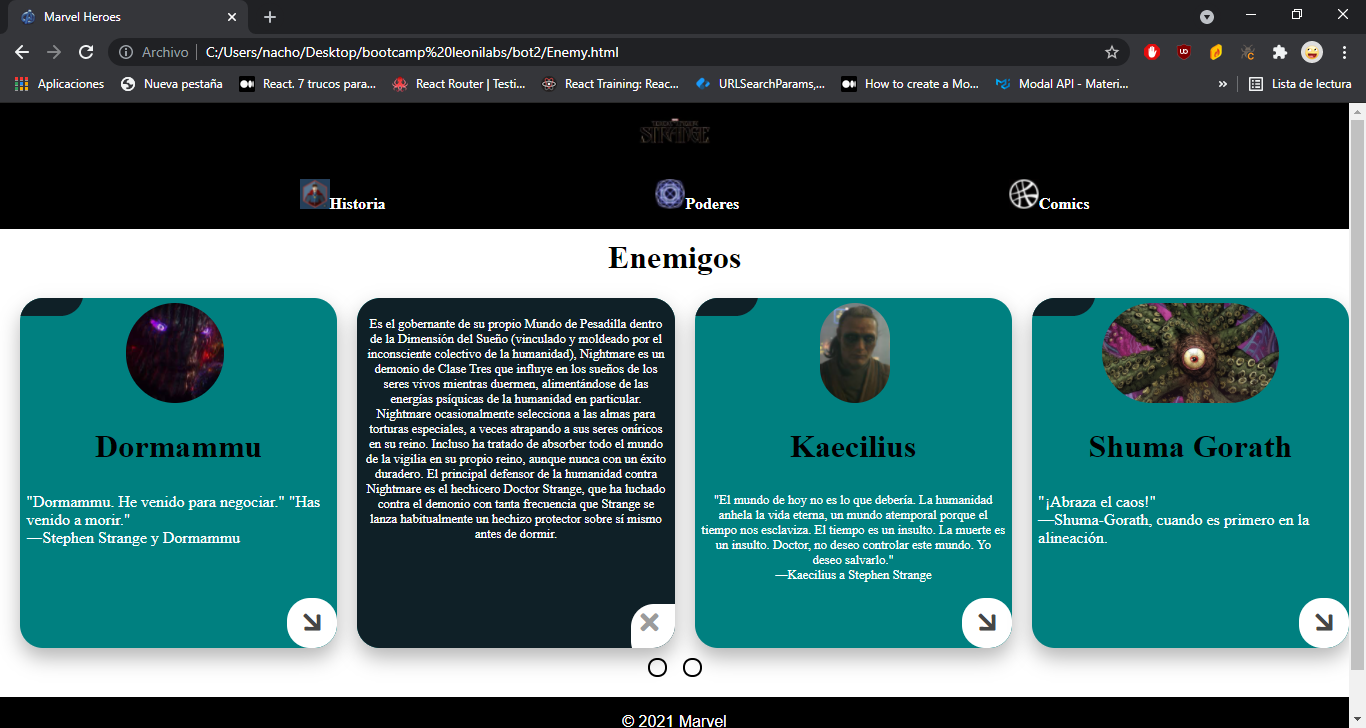 Marvel Heroes
Archivo C:/Users/nacho/Desktop/bootcamp%20leonilabs/bot2/Enemy.html
Aplicaciones Nueva pestaña React. 7 trucos para... React Router | Testi... React Training: Reac... URLSearchParams,... How to create a Mo... Modal API - Materi... » Lista de lectura
STRANGE
Historia Poderes Comics
Enemigos
Dormammu
"Dormammu. He venido para negociar." "Has
venido a morir."
—Stephen Strange y Dormammu
Es el gobernante de su propio Mundo de Pesadilla dentro
de la Dimensión del Sueño (vinculado y moldeado por el
inconsciente colectivo de la humanidad), Nightmare es un
demonio de Clase Tres que influye en los sueños de los
seres vivos mientras duermen, alimentándose de las
energías psíquicas de la humanidad en particular.
Nightmare ocasionalmente selecciona a las almas para
torturas especiales, a veces atrapando a sus seres oníricos
en su reino. Incluso ha tratado de absorber todo el mundo
de la vigilia en su propio reino, aunque nunca con un éxito
duradero. El principal defensor de la humanidad contra
Nightmare es el hechicero Doctor Strange, que ha luchado
contra el demonio con tanta frecuencia que Strange se
lanza habitualmente un hechizo protector sobre sí mismo
antes de dormir.
Kaecilius
"El mundo de hoy no es lo que debería. La humanidad
anhela la vida eterna, un mundo atemporal porque el
tiempo nos esclaviza. El tiempo es un insulto. La muerte es
un insulto. Doctor, no deseo controlar este mundo. Yo
deseo salvarlo."
—Kaecilius a Stephen Strange
Shuma Gorath
"¡Abraza el caos!"
—Shuma-Gorath, cuando es primero en la
alineación.
© 2021 Marvel